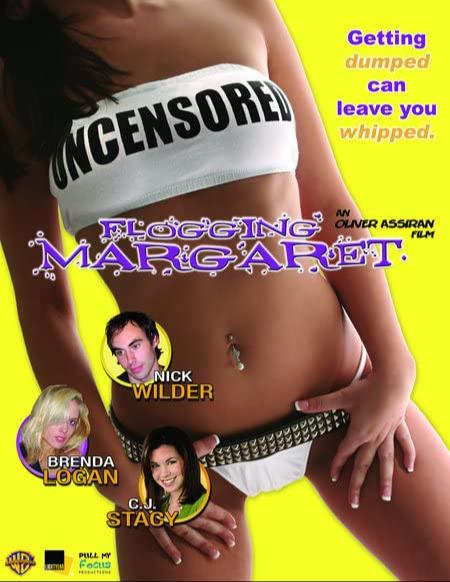 Getting
dumped
can
leave you
whipped.
UNCENSORED
AN
OLIVER ASSIRAN
FILM
FLOGGING
MARGARET
NICK
WILDER
BRENDA
LOGAN
C.J.
STACY
PULL MY
FOCUS
PRODUCTIONS